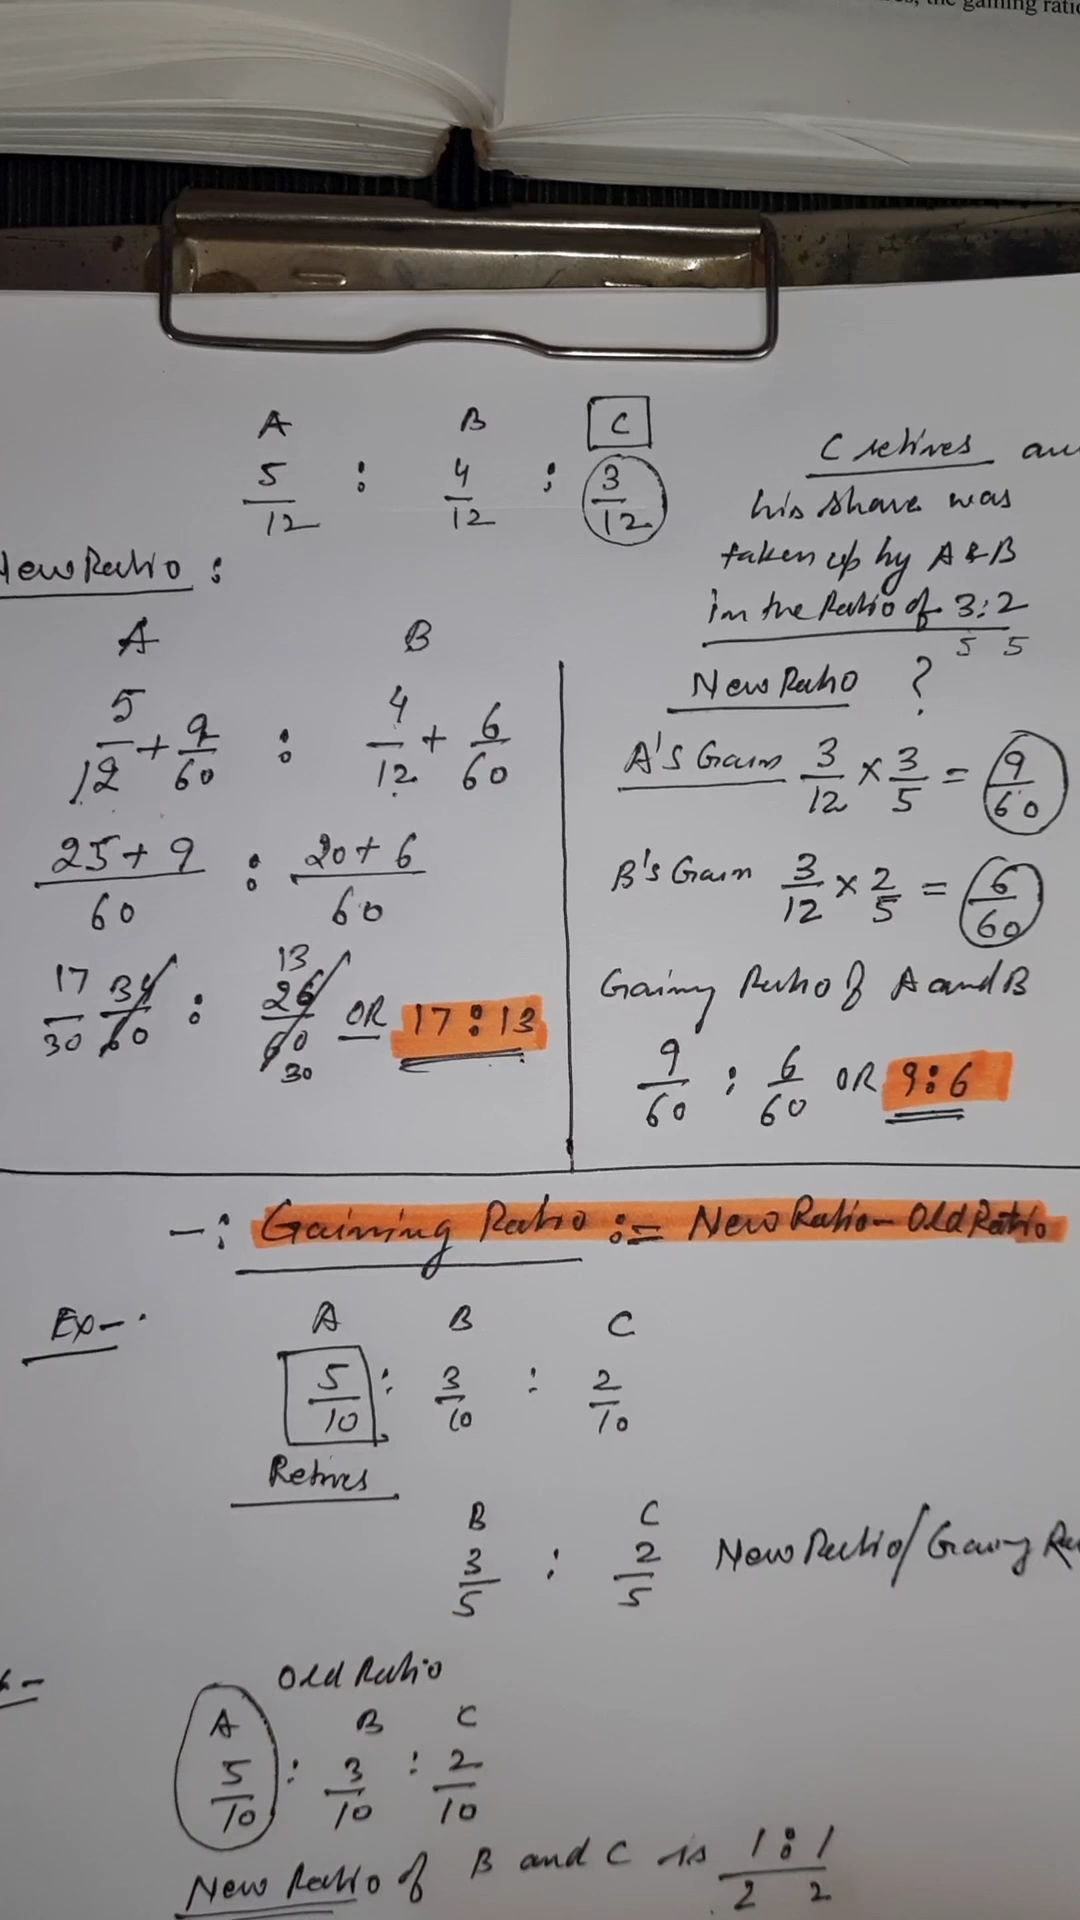 the gaining ratio
A B C
5/12 : 4/12 : 3/12
C retires
his share was
taken up by A & B
in the Ratio of 3:2
5 5
New Ratio ?
A's Gain 3/12 × 3/5 = 9/60
B's Gain 3/12 × 2/5 = 6/60
Gaining Ratio of A and B
9/60 : 6/60 OR 9:6
New Ratio :
A B
5/12 + 9/60 : 4/12 + 6/60
25+9/60 : 20+6/60
17/30 34/60 : 13 26/60 30 OR 17:13
-: Gaining Ratio := New Ratio - Old Ratio
Ex-.
A B C
5/10 : 3/10 : 2/10
Retires
B C
3/5 : 2/5 New Ratio/Gaining
Old Ratio
A B C
5/10 : 3/10 : 2/10
New Ratio of B and C is 1:1
2 2